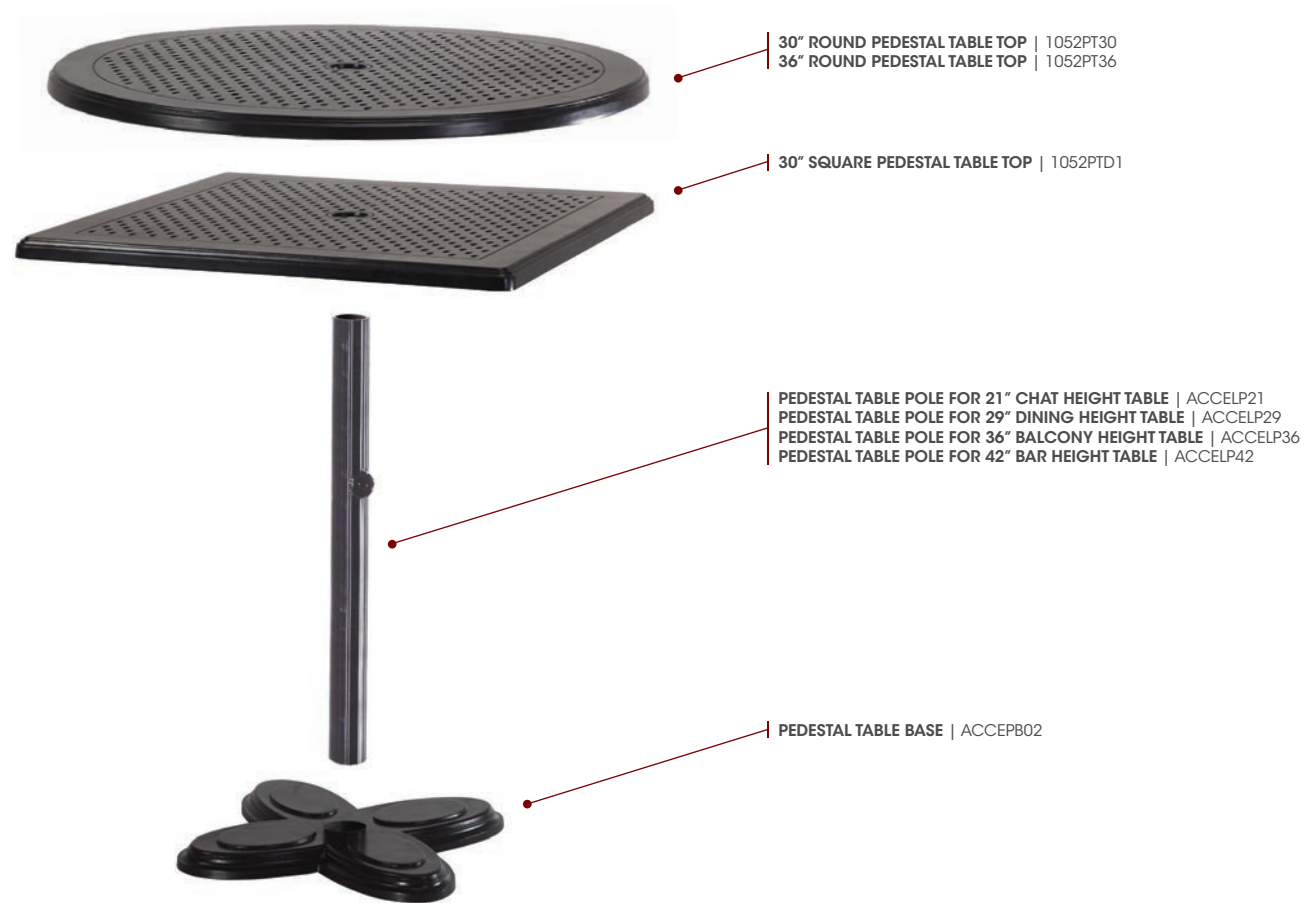 30” ROUND PEDESTAL TABLE TOP | 1052PT30
36” ROUND PEDESTAL TABLE TOP | 1052PT36
30” SQUARE PEDESTAL TABLE TOP | 1052PTD1
PEDESTAL TABLE POLE FOR 21” CHAT HEIGHT TABLE | ACCELP21
PEDESTAL TABLE POLE FOR 29” DINING HEIGHT TABLE | ACCELP29
PEDESTAL TABLE POLE FOR 36” BALCONY HEIGHT TABLE | ACCELP36
PEDESTAL TABLE POLE FOR 42” BAR HEIGHT TABLE | ACCELP42
PEDESTAL TABLE BASE | ACCEPB02